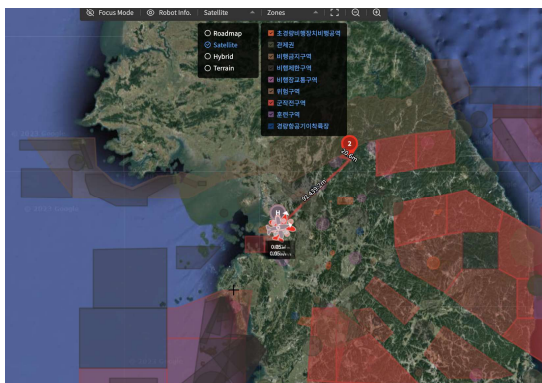 Focus Mode Robot Info. Satellite Zones
Roadmap
Satellite
Hybrid
Terrain
초경량비행장치비행공역
관제권
비행금지구역
비행제한구역
비행장교통구역
위험구역
군작전구역
훈련구역
경량항공기이착륙장
2
H